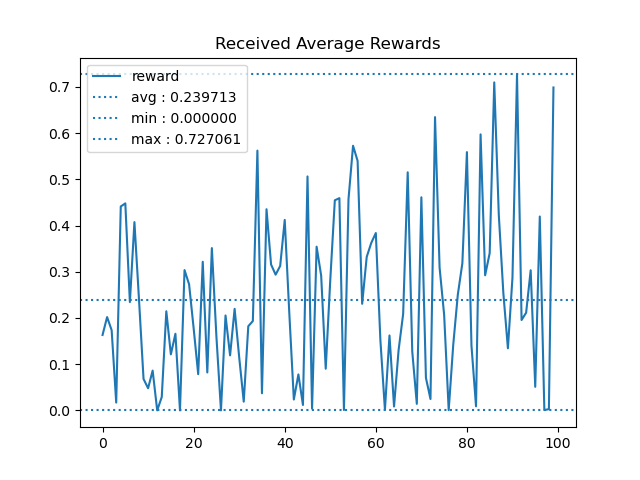 Received Average Rewards
reward
avg : 0.239713
min : 0.000000
max : 0.727061
0.7
0.6
0.5
0.4
0.3
0.2
0.1
0.0
0 20 40 60 80 100